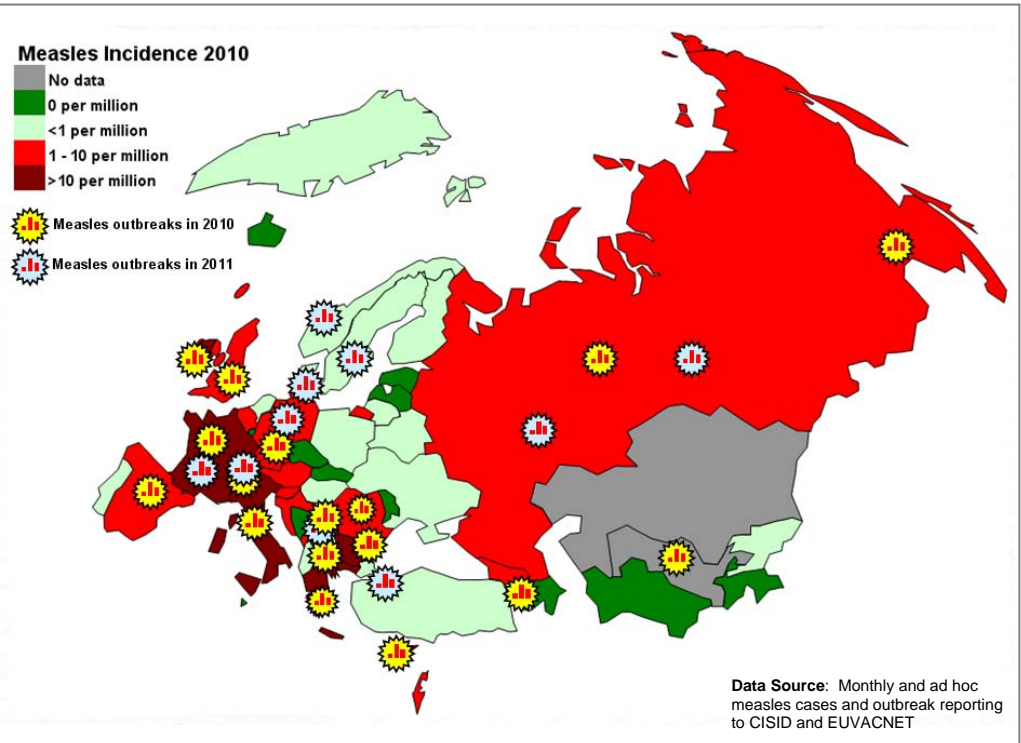 Measles Incidence 2010
No data
0 per million
<1 per million
1 - 10 per million
>10 per million
Measles outbreaks in 2010
Measles outbreaks in 2011
Data Source: Monthly and ad hoc
measles cases and outbreak reporting
to CISID and EUVACNET